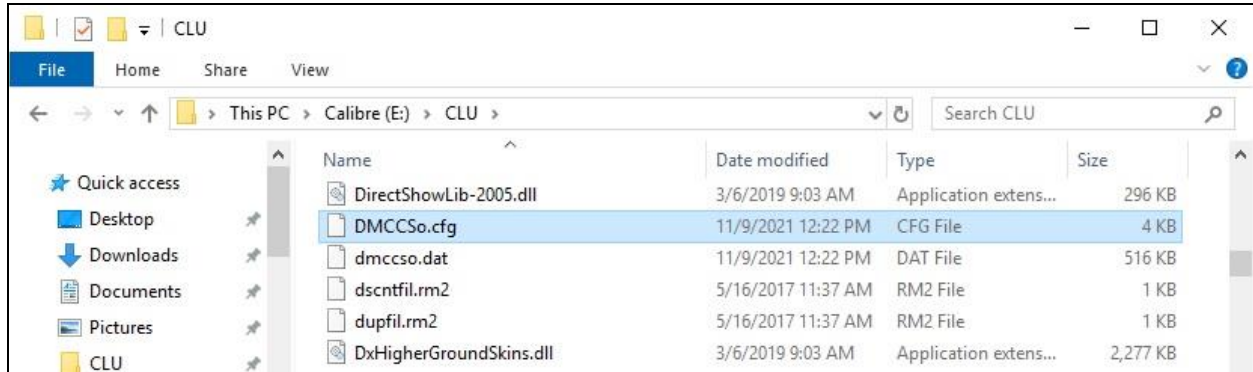 CLU
File Home Share View
This PC > Calibre (E:) > CLU >
Search CLU
Name Date modified Type Size
Quick access
Desktop
Downloads
Documents
Pictures
CLU
DirectShowLib-2005.dll 3/6/2019 9:03 AM Application extens... 296 KB
DMCCSo.cfg 11/9/2021 12:22 PM CFG File 4 KB
dmccso.dat 11/9/2021 12:22 PM DAT File 516 KB
dscntfil.rm2 5/16/2017 11:37 AM RM2 File 1 KB
dupfil.rm2 5/16/2017 11:37 AM RM2 File 1 KB
DxHigherGroundSkins.dll 3/6/2019 9:03 AM Application extens... 2,277 KB